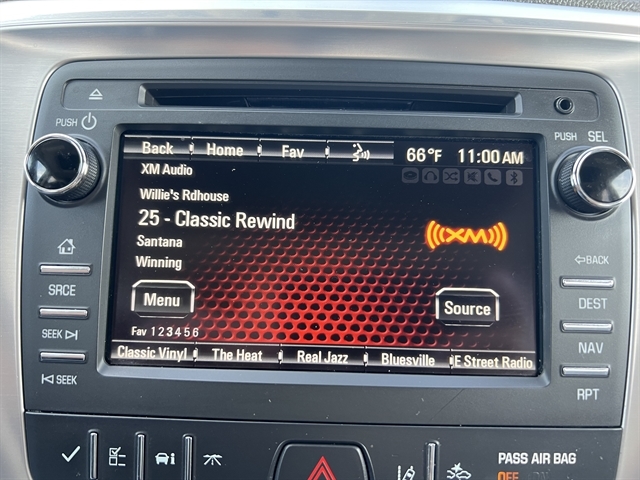 PUSH
PUSH SEL
Back Home Fav 66°F 11:00 AM
XM Audio
Willie's Rdhouse
25 - Classic Rewind
XM
Santana
Winning
Menu
Source
Fav 1 2 3 4 5 6
Classic Vinyl The Heat Real Jazz Bluesville E Street Radio
SRCE
SEEK
SEEK
BACK
DEST
NAV
RPT
PASS AIR BAG
OFF